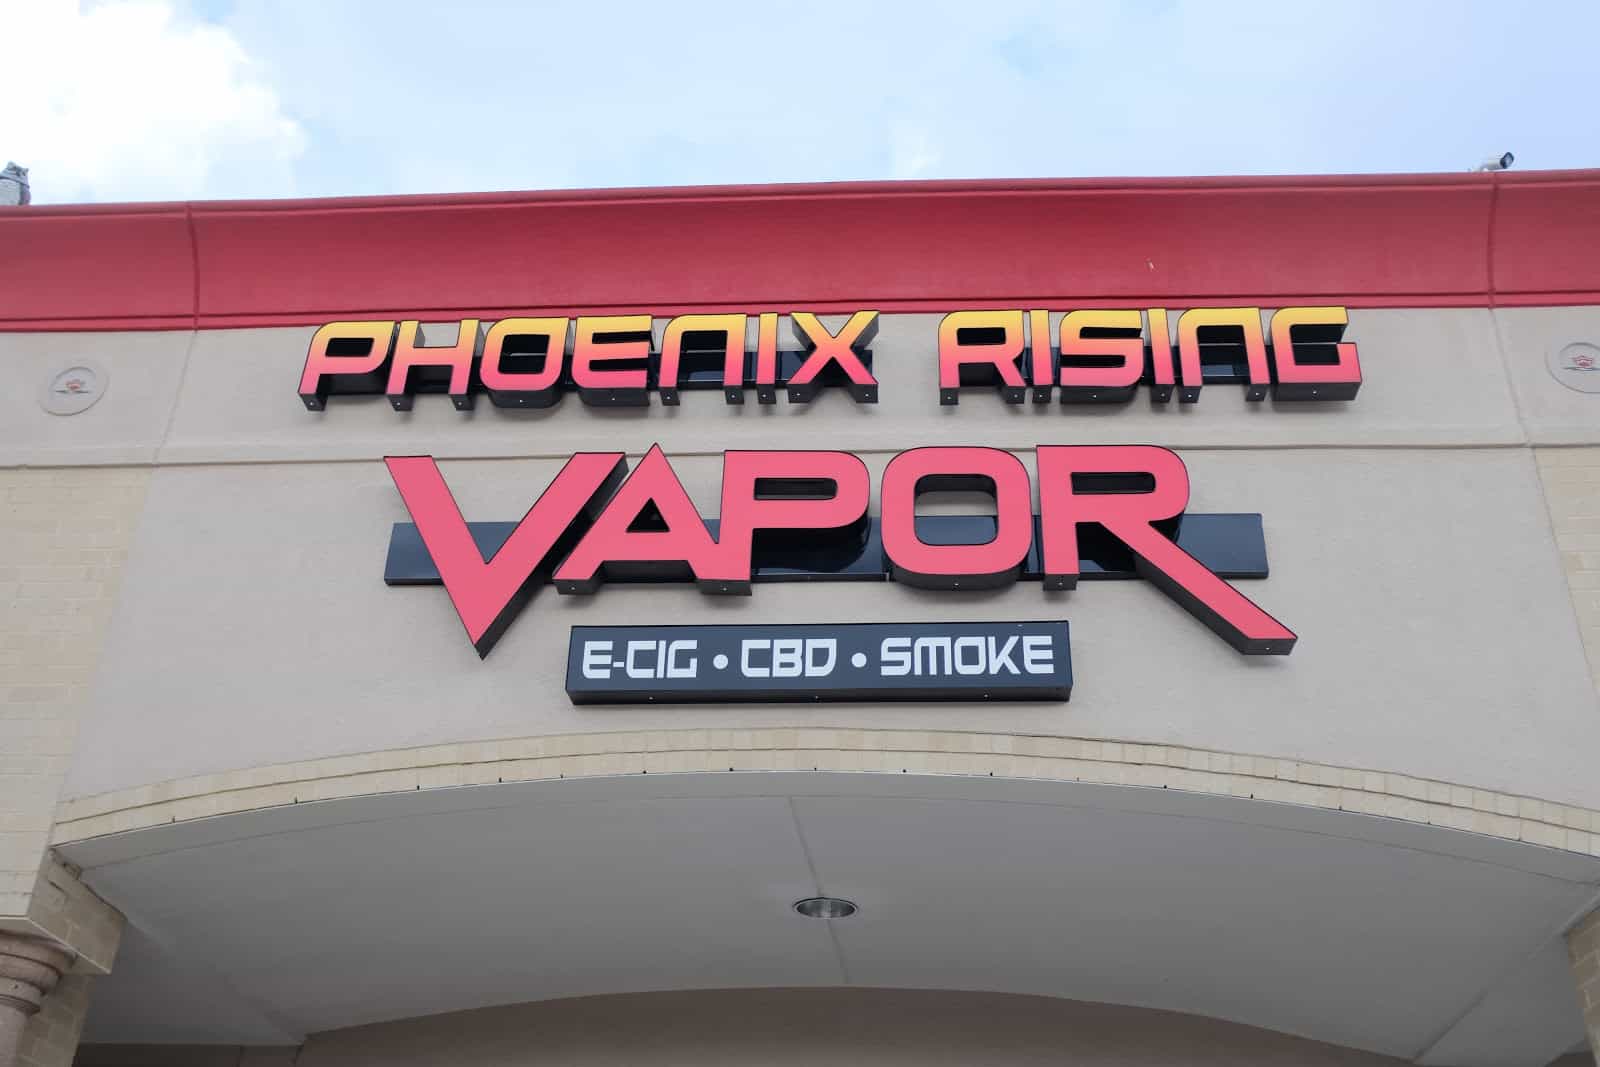 PHOENIX RISING
VAPOR
E-CIG • CBD • SMOKE